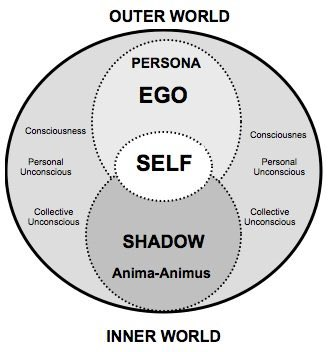 OUTER WORLD
PERSONA
EGO
Consciousness
Consciousnes
SELF
Personal
Unconscious
Personal
Unconscious
Collective
Unconscious
Collective
Unconscious
SHADOW
Anima-Animus
INNER WORLD